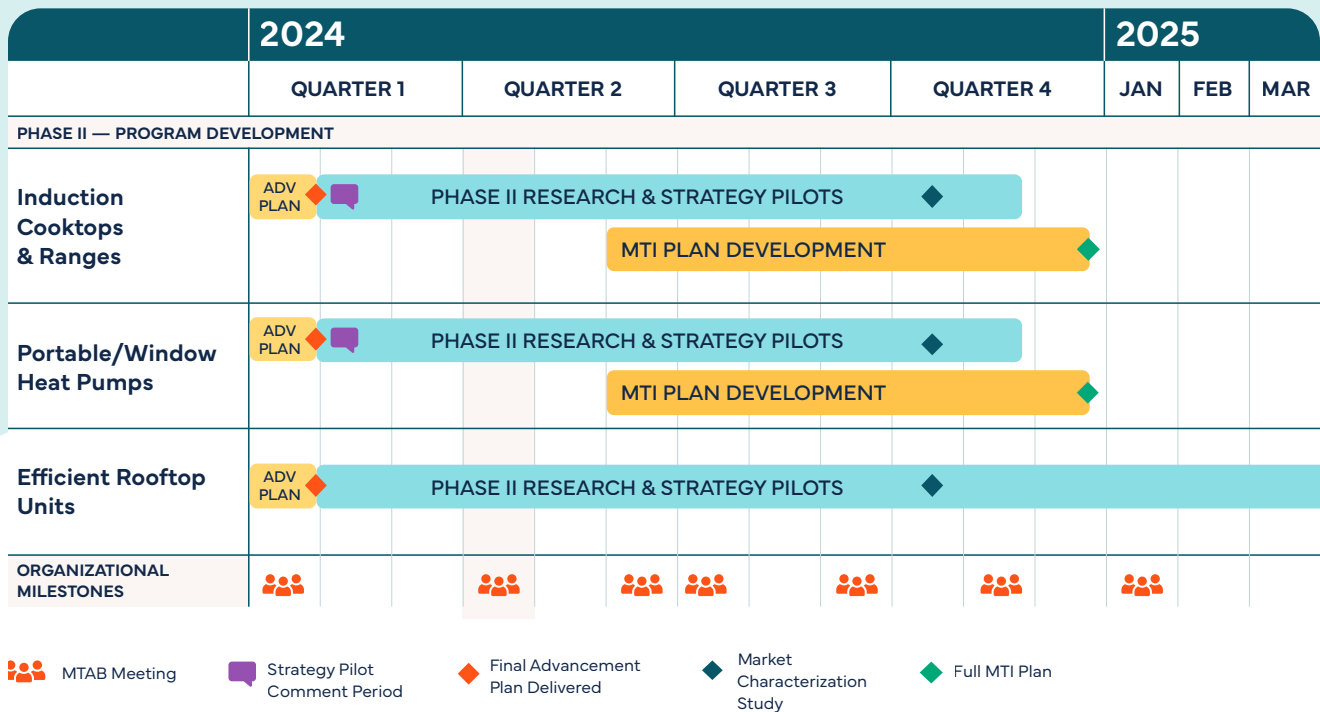 2024 2025
QUARTER 1 QUARTER 2 QUARTER 3 QUARTER 4 JAN FEB MAR
PHASE II — PROGRAM DEVELOPMENT
Induction
Cooktops
& Ranges
ADV
PLAN
PHASE II RESEARCH & STRATEGY PILOTS
MTI PLAN DEVELOPMENT
Portable/Window
Heat Pumps
ADV
PLAN
PHASE II RESEARCH & STRATEGY PILOTS
MTI PLAN DEVELOPMENT
Efficient Rooftop
Units
ADV
PLAN
PHASE II RESEARCH & STRATEGY PILOTS
ORGANIZATIONAL
MILESTONES
MTAB Meeting
Strategy Pilot
Comment Period
Final Advancement
Plan Delivered
Market
Characterization
Study
Full MTI Plan